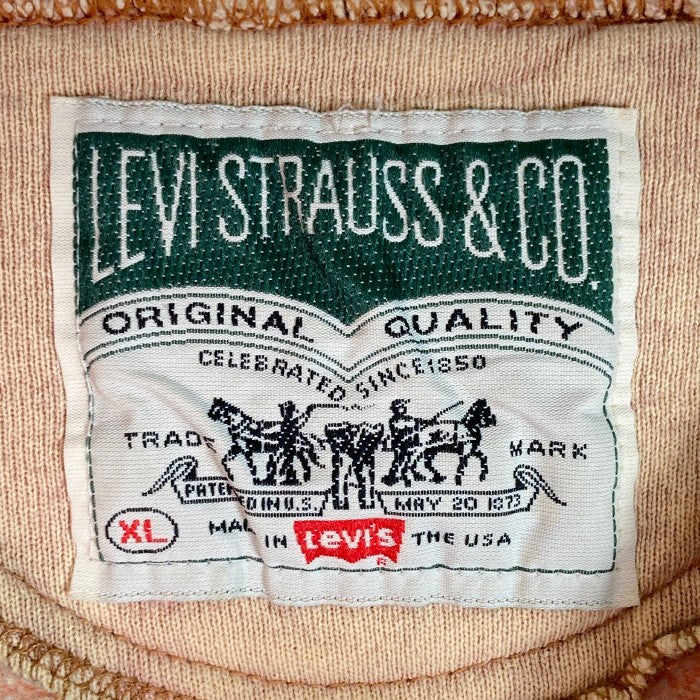 LEVI STRAUSS & CO.
ORIGINAL QUALITY
CELEBRATED SINCE 1850
TRADE MARK
PATENTED IN U.S. MAY 20 1873
XL MADE IN Levi's ® THE USA